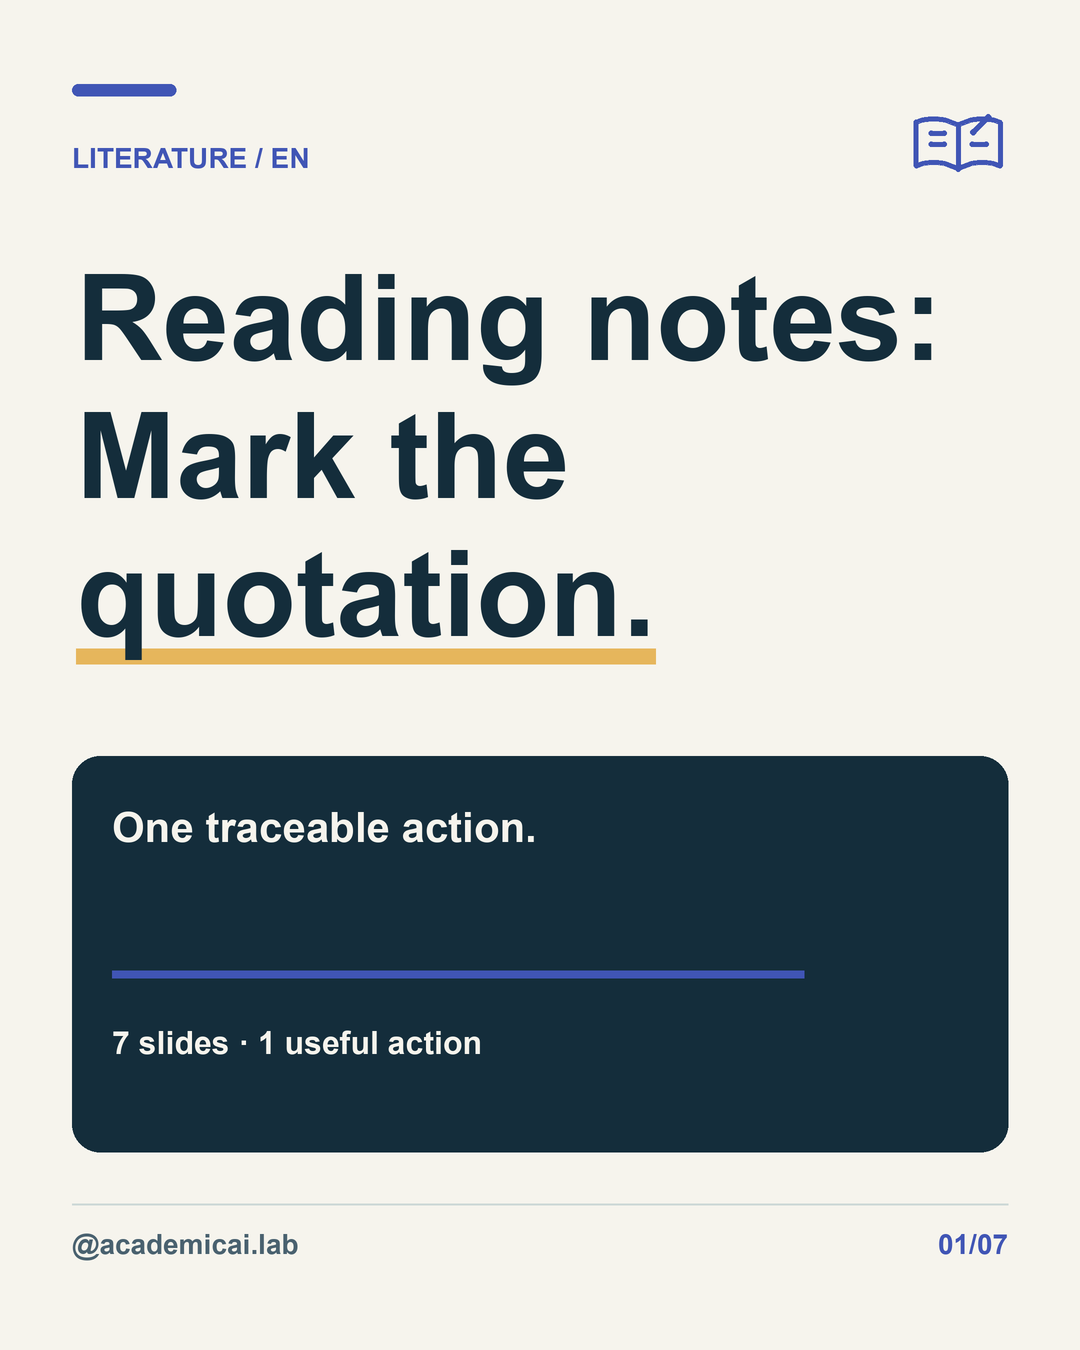 LITERATURE / EN
Reading notes:
Mark the
quotation.
One traceable action.
7 slides · 1 useful action
@academicai.lab
01/07